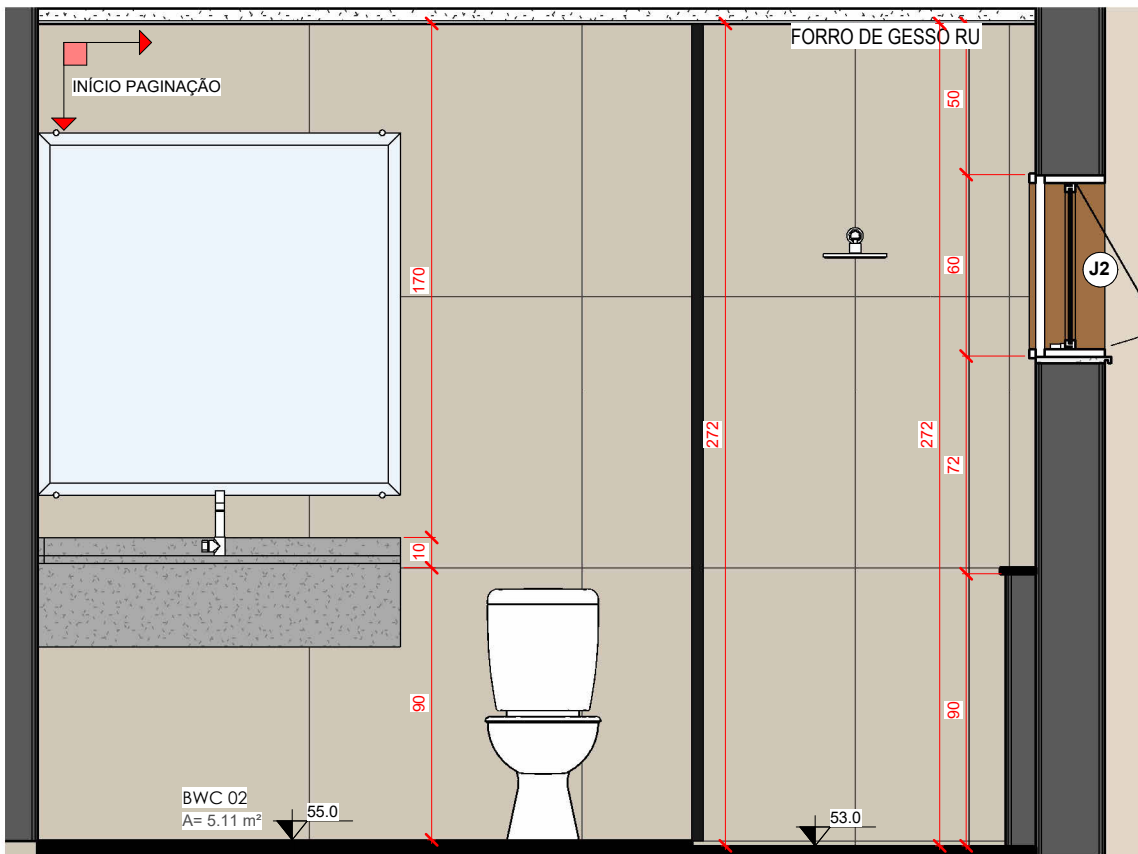 FORRO DE GESSO RU
INÍCIO PAGINAÇÃO
50
170
60
J2
272
272
72
10
90
90
BWC 02
A= 5.11 m²
55.0
53.0